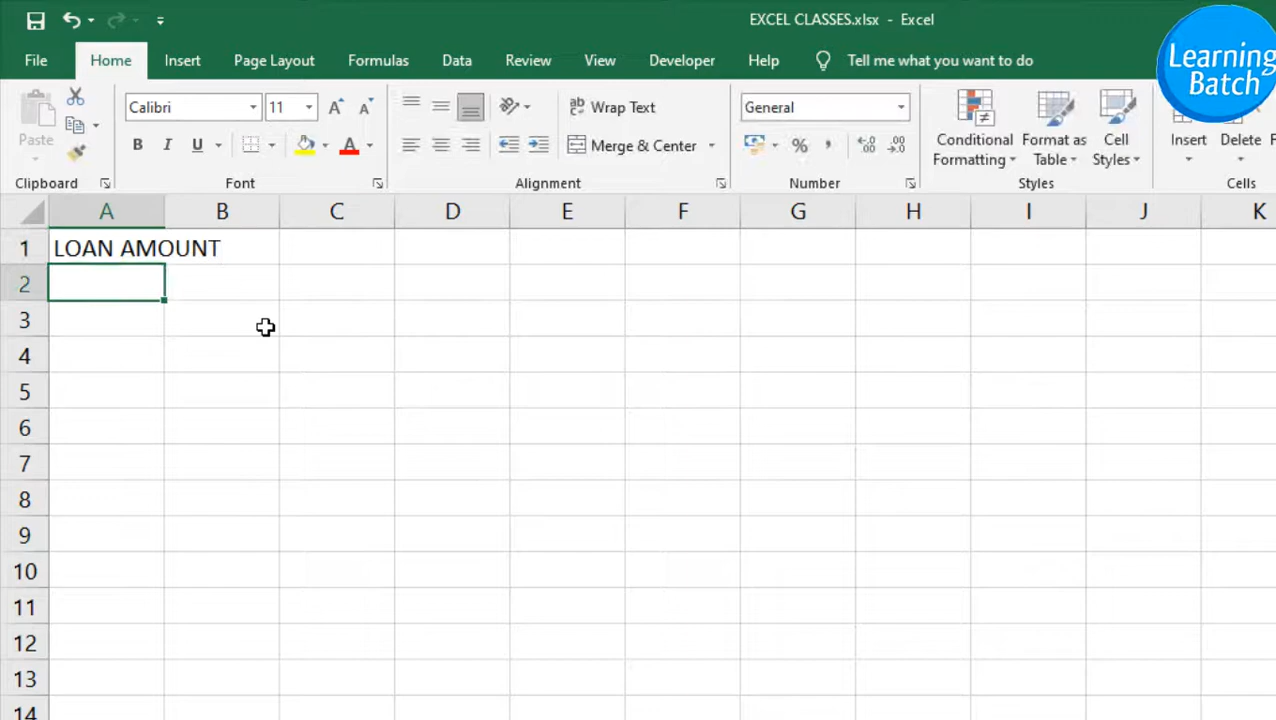 EXCEL CLASSES.xlsx - Excel
Learning
Batch
File Home Insert Page Layout Formulas Data Review View Developer Help Tell me what you want to do
Calibri 11 Wrap Text General
Paste
B I U Merge & Center %
Conditional Formatting
Format as Table
Cell Styles
Insert Delete
Clipboard Font Alignment Number Styles Cells
A B C D E F G H I J K
1 LOAN AMOUNT
2
3
4
5
6
7
8
9
10
11
12
13
14